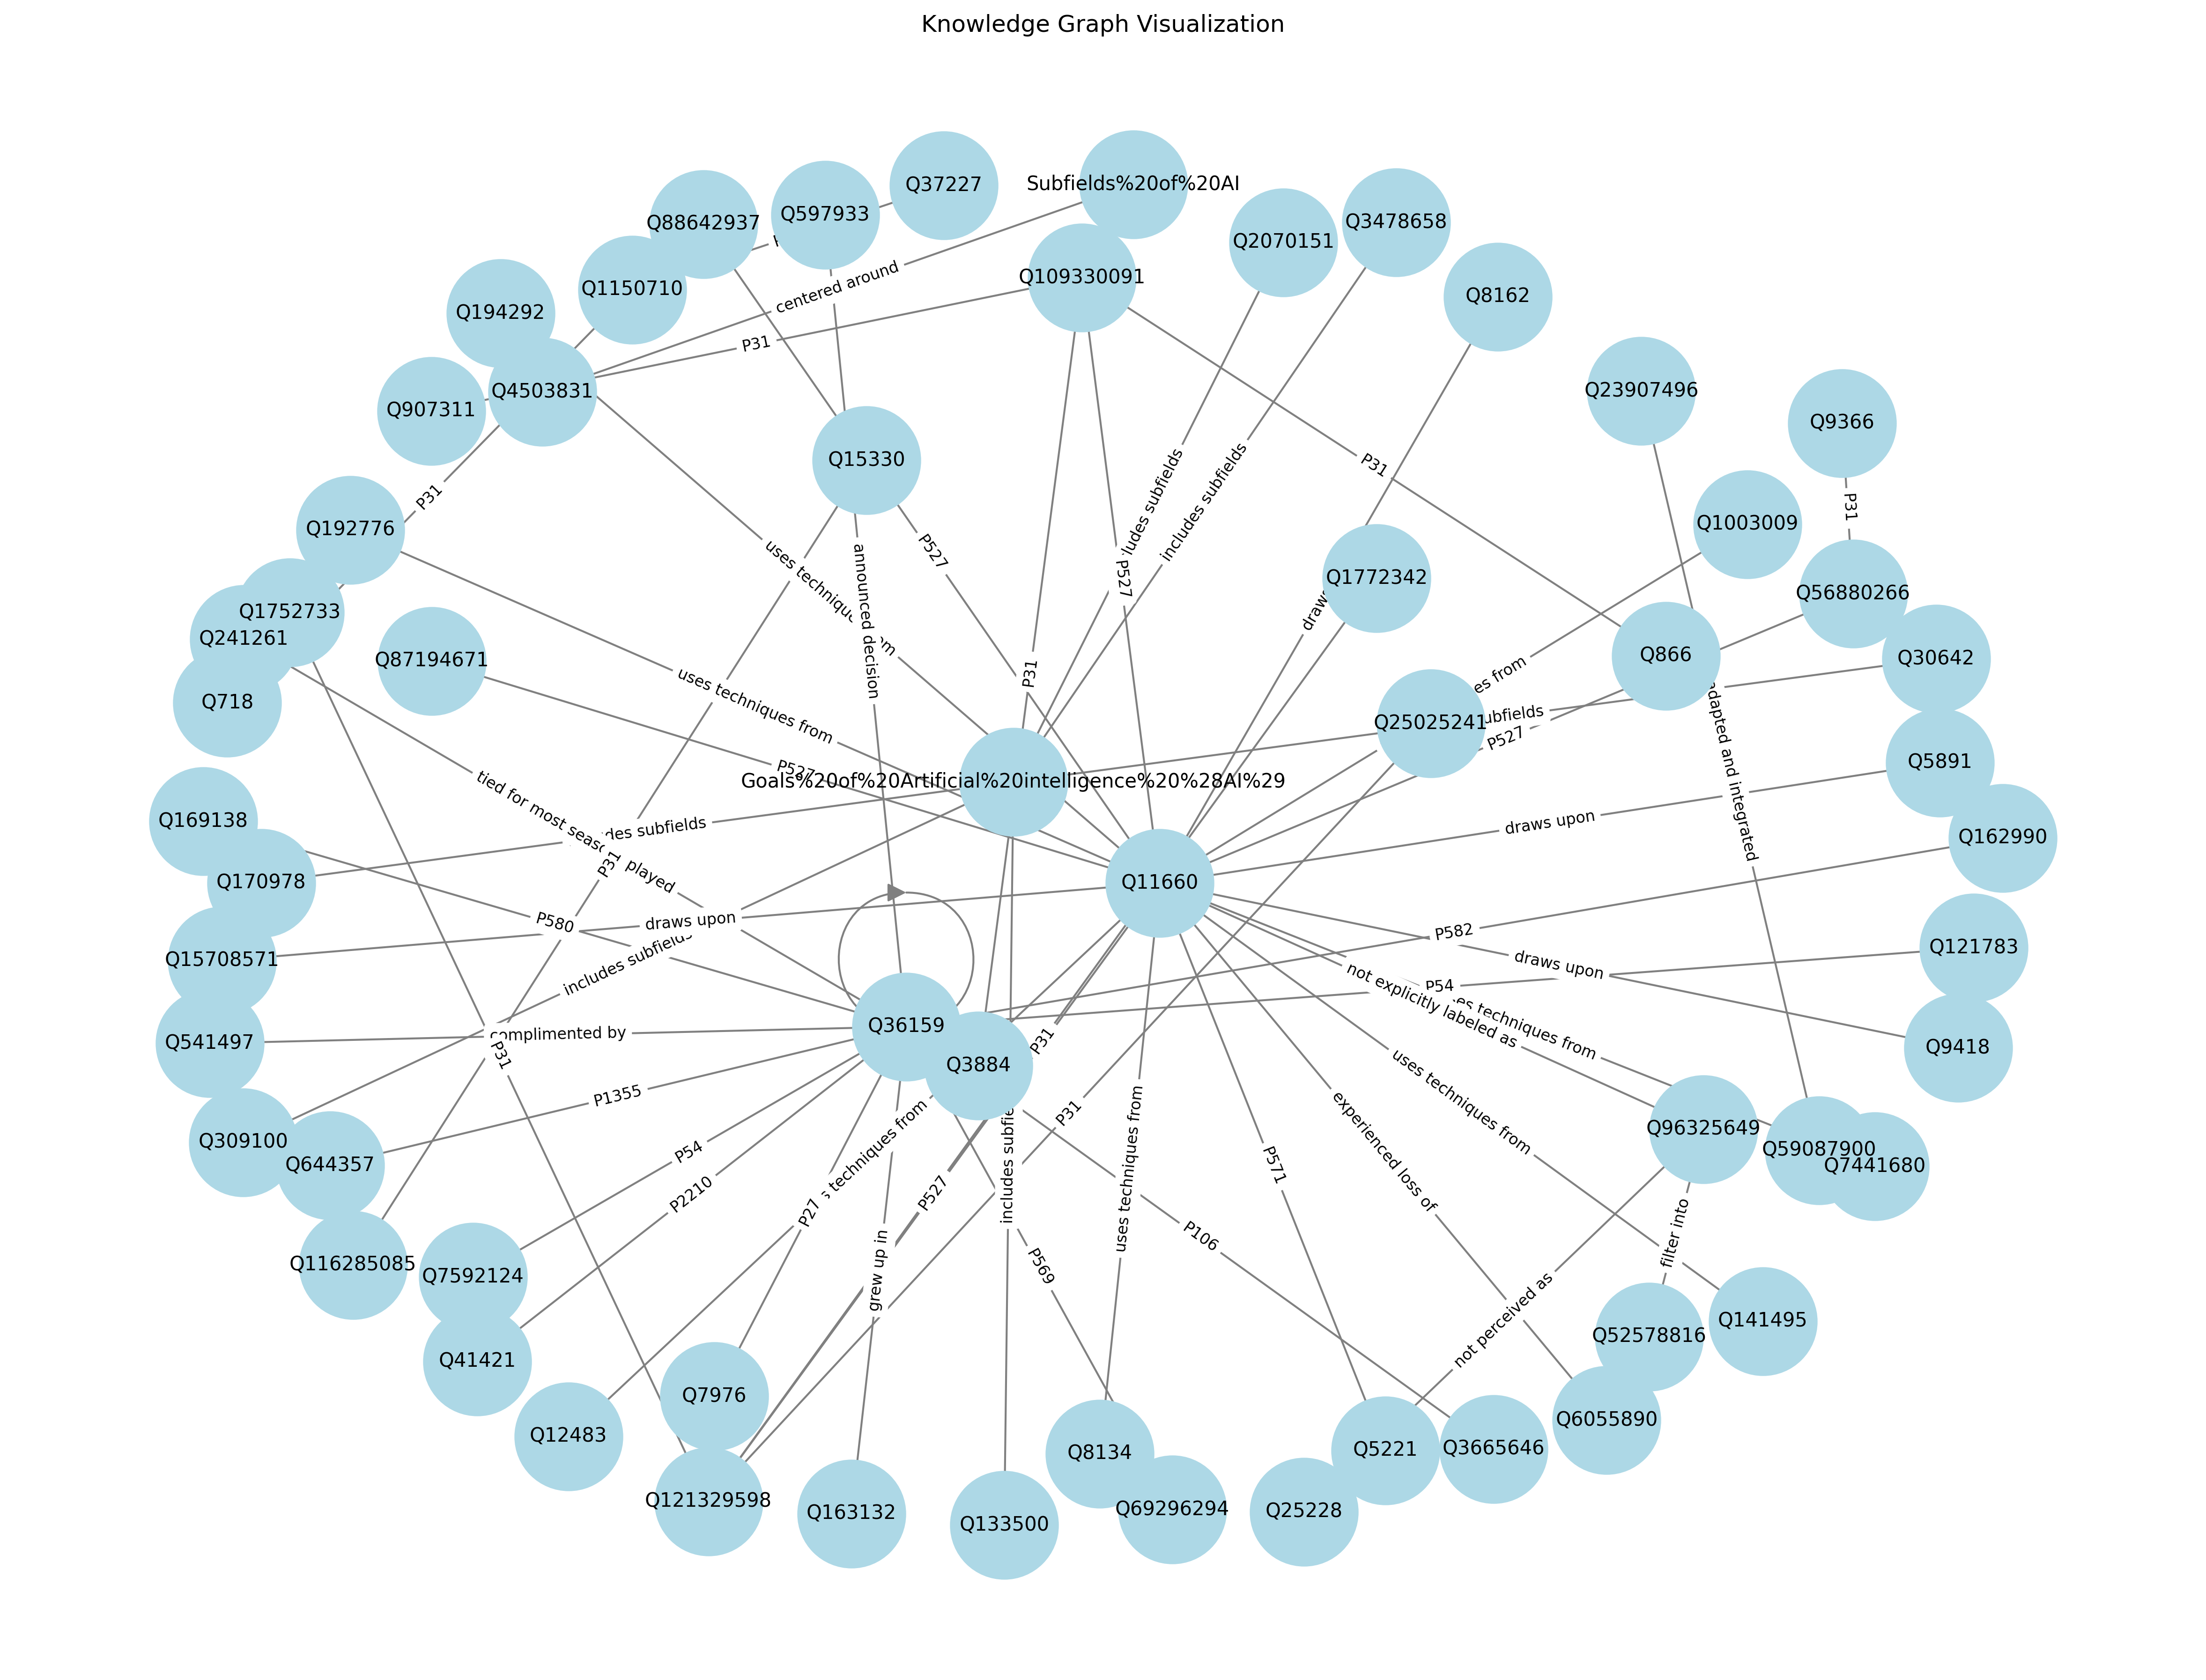 Knowledge Graph Visualization
Q37227
Subfields%20of%20AI
Q597933
Q88642937
Q3478658
Q2070151
Q109330091
Q1150710
centered around
Q8162
Q194292
P31
Q4503831
Q23907496
Q907311
Q9366
Q15330
P31
P31
includes subfields
P31
Q1003009
Q192776
P527
uses techniques
P527
Q1772342
Q56880266
announced decision
Q1752733
Q241261
Q866
Q30642
Q87194671
P31
Q718
uses techniques from
Q25025241
P527
adapted and integrated
Q5891
P527
Goals%20of%20Artificial%20intelligence%20%28AI%29
tied for most seasons played
Q169138
draws upon
Q162990
subfields
P31
Q170978
Q11660
draws upon
P580
P582
Q121783
includes subfields
Q15708571
draws upon
P54
techniques from
not explicitly labeled as
Q36159
complimented by
Q541497
P31
P31
Q9418
Q3884
P1355
uses techniques from
P31
Q96325649
Q309100
Q59087900
Q644357
P54
Q7441680
includes
experienced loss of
P2210
P527
techniques from
P27
uses techniques from
P571
P106
filter into
Q116285085
P569
grew up in
Q7592124
not perceived as
Q141495
Q52578816
Q41421
Q7976
Q6055890
Q12483
Q8134
Q5221
Q3665646
Q121329598
Q163132
Q69296294
Q25228
Q133500